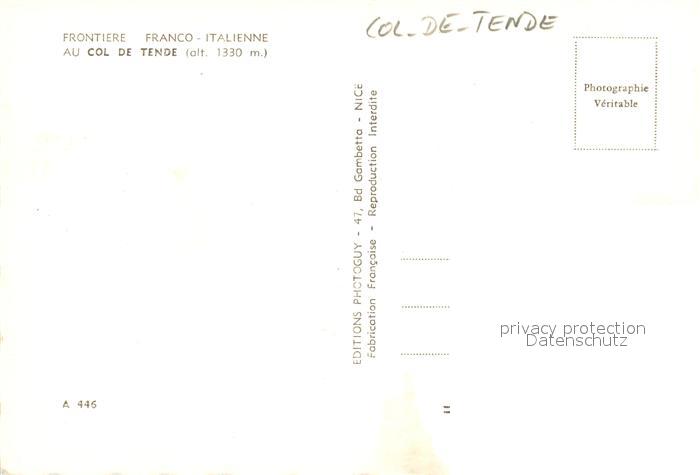 FRONTIERE FRANCO - ITALIENNE
AU COL DE TENDE (alt. 1330 m.)
COL-DE-TENDE
Photographie
Véritable
EDITIONS PHOTOGUY - 47, Bd Gambetta - NICE
Fabrication Française - Reproduction Interdite
privacy protection
Datenschutz
A 446